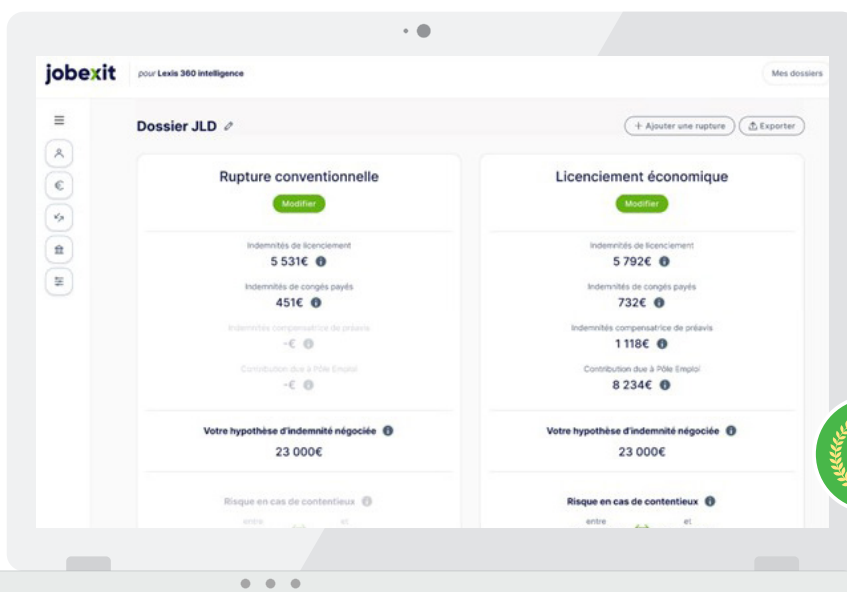 jobexit
pour Lexis 360 intelligence
Mes dossiers
Dossier JLD
+ Ajouter une rupture
Exporter
Rupture conventionnelle
Modifier
Indemnités de licenciement
5 531€
Indemnités de congés payés
451€
Indemnités compensatrice de préavis
-€
Contribution due à Pôle Emploi
-€
Votre hypothèse d'indemnité négociée
23 000€
Risque en cas de contentieux
entre et
Licenciement économique
Modifier
Indemnités de licenciement
5 792€
Indemnités de congés payés
732€
Indemnités compensatrice de préavis
1 118€
Contribution due à Pôle Emploi
8 234€
Votre hypothèse d'indemnité négociée
23 000€
Risque en cas de contentieux
entre et